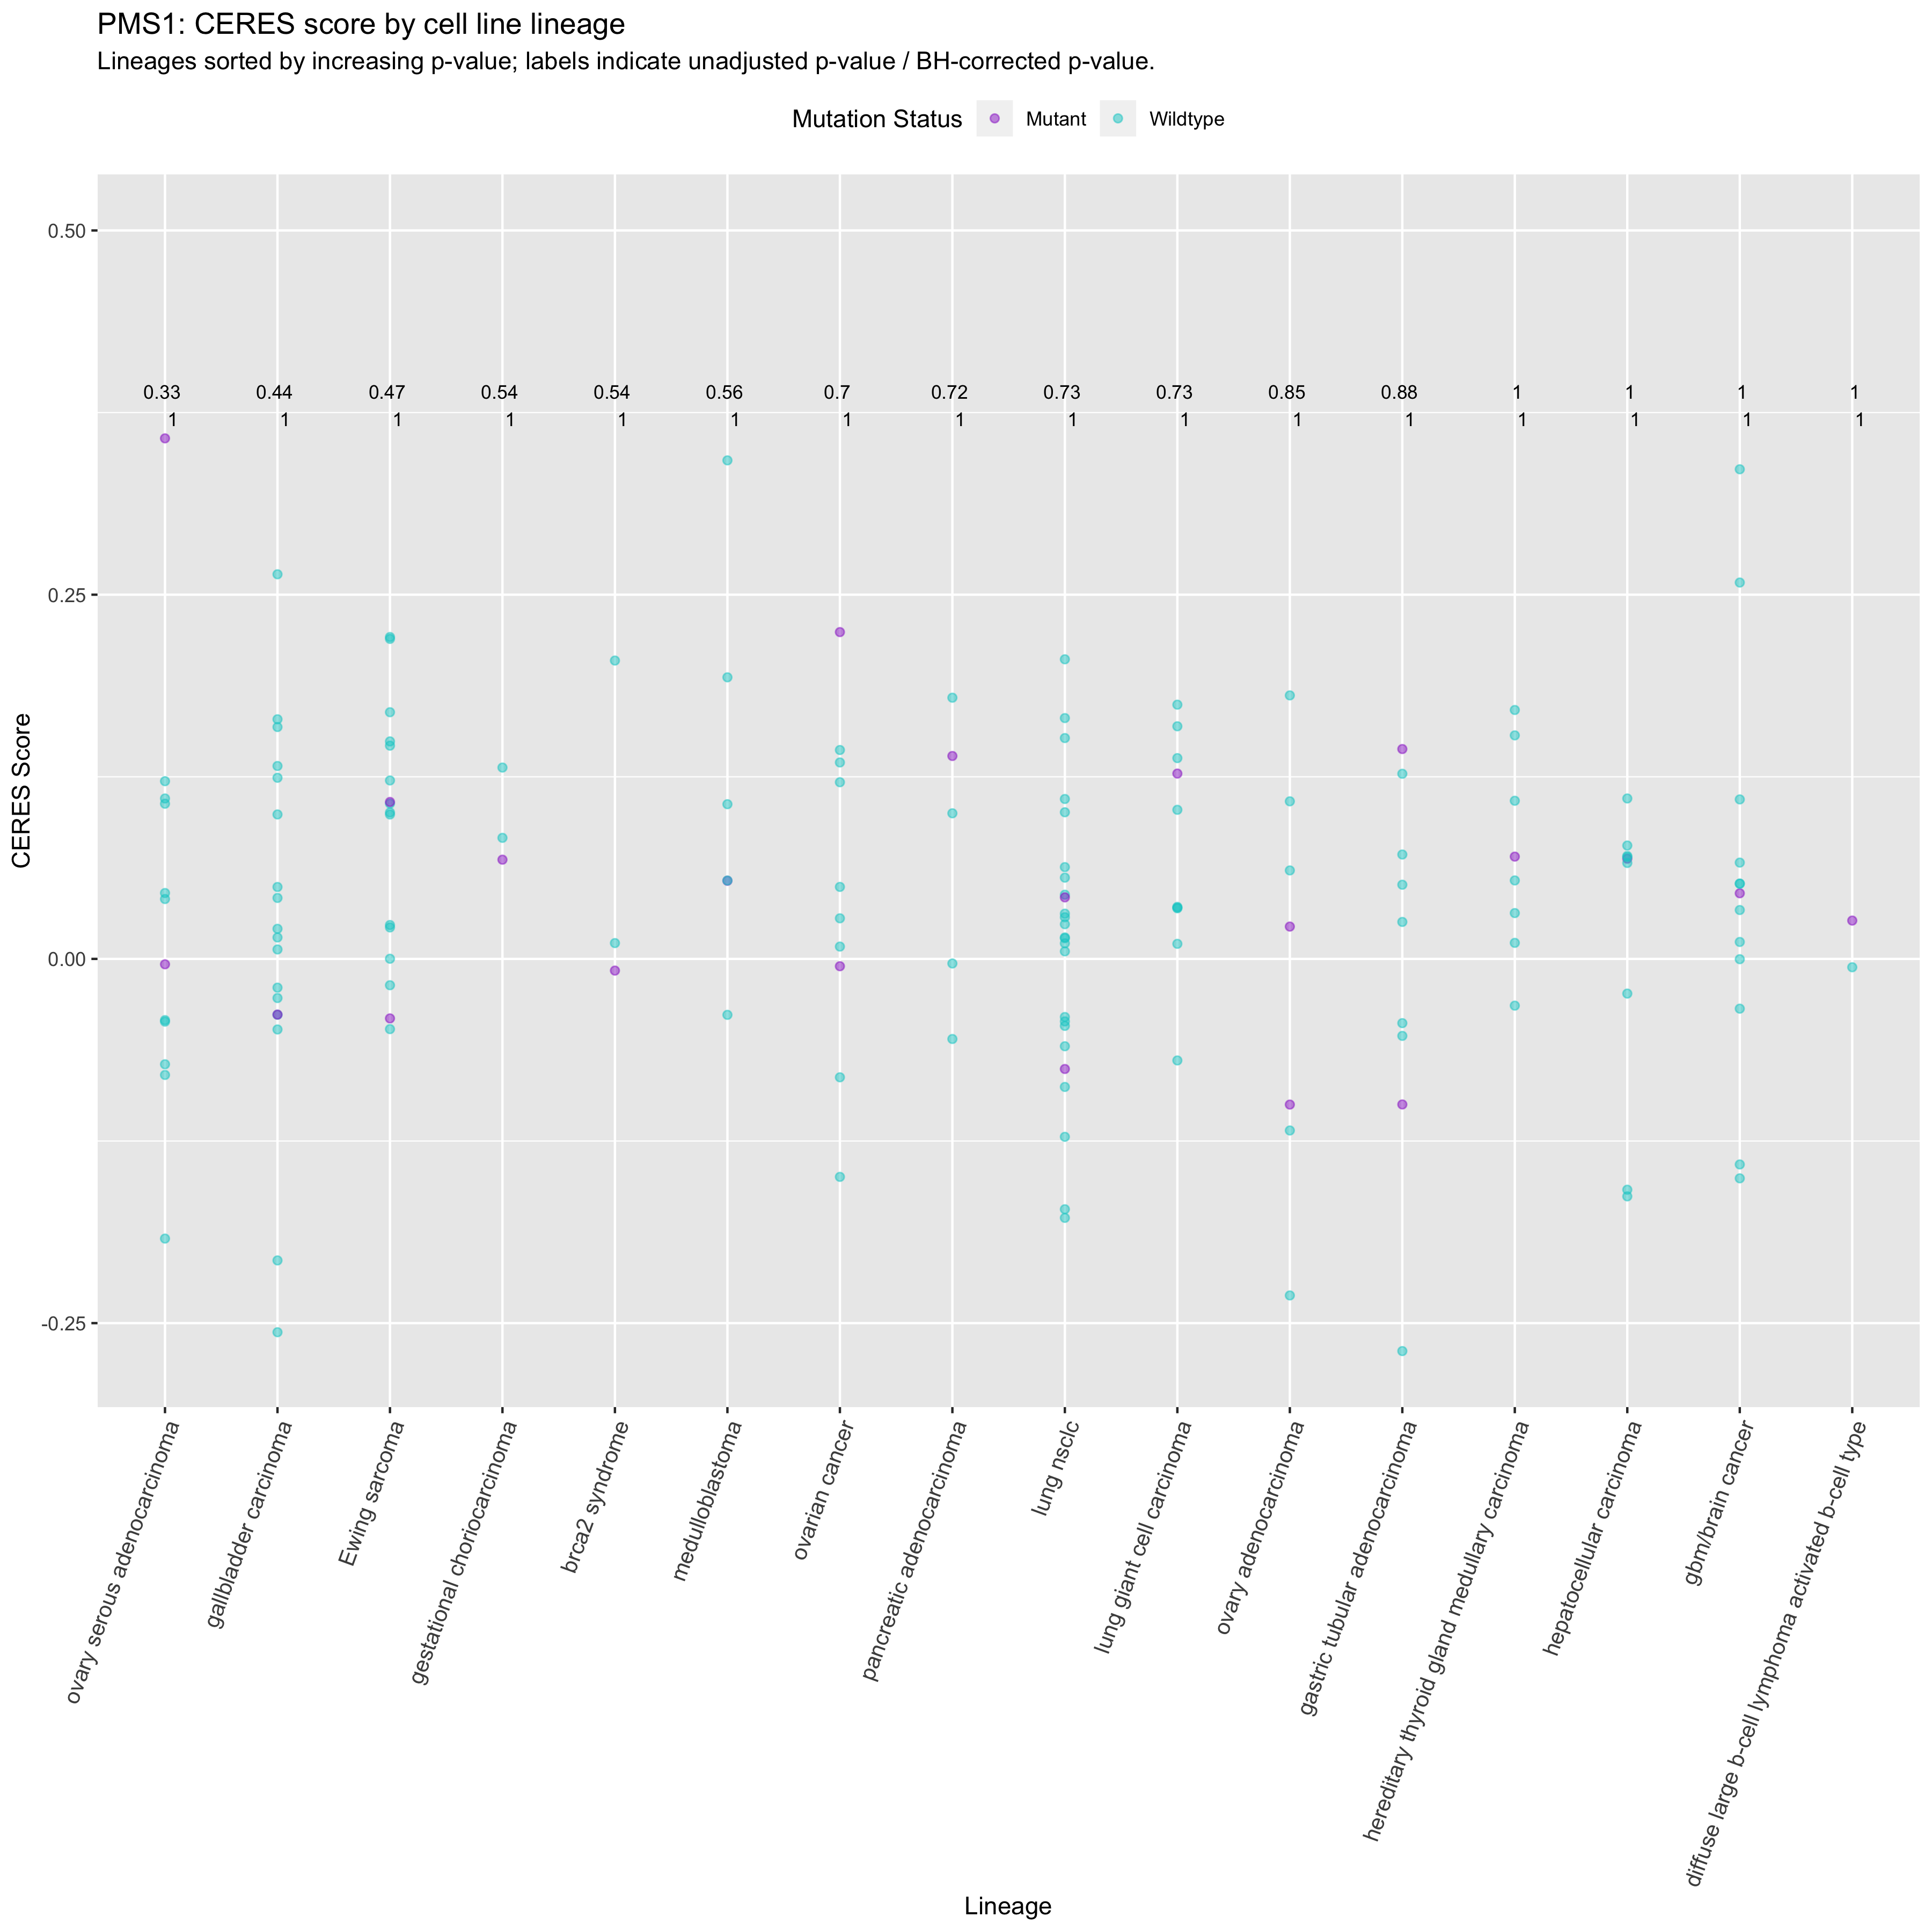 PMS1: CERES score by cell line lineage
Lineages sorted by increasing p-value; labels indicate unadjusted p-value / BH-corrected p-value.
Mutation Status Mutant Wildtype
0.50
0.33 0.44 0.47 0.54 0.54 0.56 0.7 0.72 0.73 0.73 0.85 0.88 1 1 1 1
1 1 1 1 1 1 1 1 1 1 1 1 1 1 1 1
0.25
0.00
-0.25
CERES Score
ovary serous adenocarcinoma
gallbladder carcinoma
Ewing sarcoma
gestational choriocarcinoma
brca2 syndrome
medulloblastoma
ovarian cancer
pancreatic adenocarcinoma
lung nsclc
lung giant cell carcinoma
ovary adenocarcinoma
gastric tubular adenocarcinoma
hereditary thyroid gland medullary carcinoma
hepatocellular carcinoma
gbm/brain cancer
diffuse large b-cell lymphoma activated b-cell type
Lineage